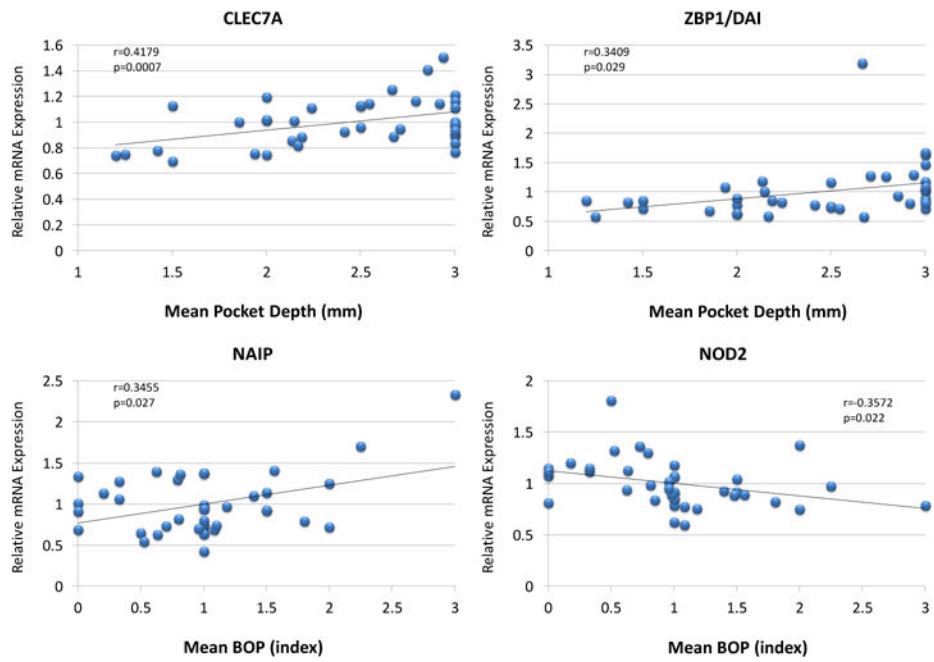 CLEC7A
r=0.4179
p=0.0007
Relative mRNA Expression
1.6
1.4
1.2
1
0.8
0.6
0.4
0.2
0
1 1.5 2 2.5 3
Mean Pocket Depth (mm)
ZBP1/DAI
r=0.3409
p=0.029
Relative mRNA Expression
3.5
3
2.5
2
1.5
1
0.5
0
1 1.5 2 2.5 3
Mean Pocket Depth (mm)
NAIP
r=0.3455
p=0.027
Relative mRNA Expression
2.5
2
1.5
1
0.5
0
0 0.5 1 1.5 2 2.5 3
Mean BOP (index)
NOD2
r=-0.3572
p=0.022
Relative mRNA Expression
2
1.5
1
0.5
0
0 0.5 1 1.5 2 2.5 3
Mean BOP (index)